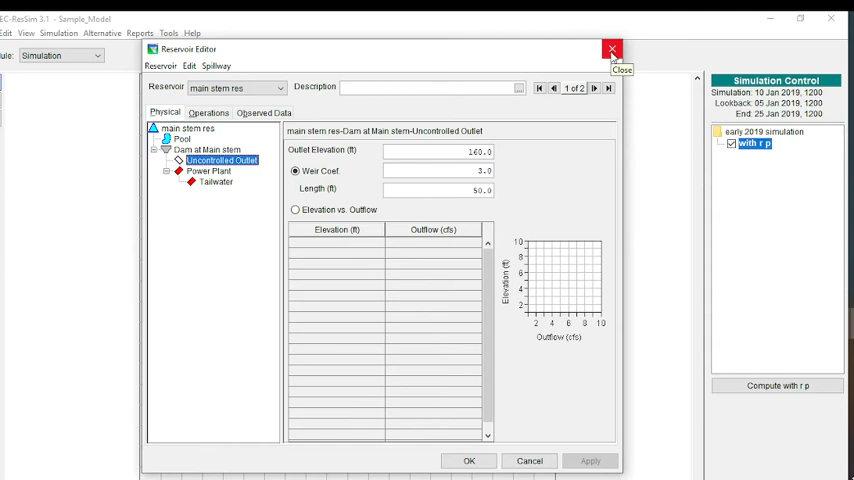 EC-ResSim 3.1 - Sample_Model
Edit View Simulation Alternative Reports Tools Help
ule: Simulation
Reservoir Editor
Close
Reservoir Edit Spillway
Reservoir main stem res Description 1 of 2
Physical Operations Observed Data
main stem res
Pool
Dam at Main stem
Uncontrolled Outlet
Power Plant
Tailwater
main stem res-Dam at Main stem-Uncontrolled Outlet
Outlet Elevation (ft) 160.0
Weir Coef. 3.0
Length (ft) 50.0
Elevation vs. Outflow
Elevation (ft) Outflow (cfs)
Elevation (ft)
10
8
6
4
2
2 4 6 8 10
Outflow (cfs)
OK Cancel Apply
Simulation Control
Simulation: 10 Jan 2019, 1200
Lookback: 05 Jan 2019, 1200
End: 25 Jan 2019, 1200
early 2019 simulation
with r p
Compute with r p